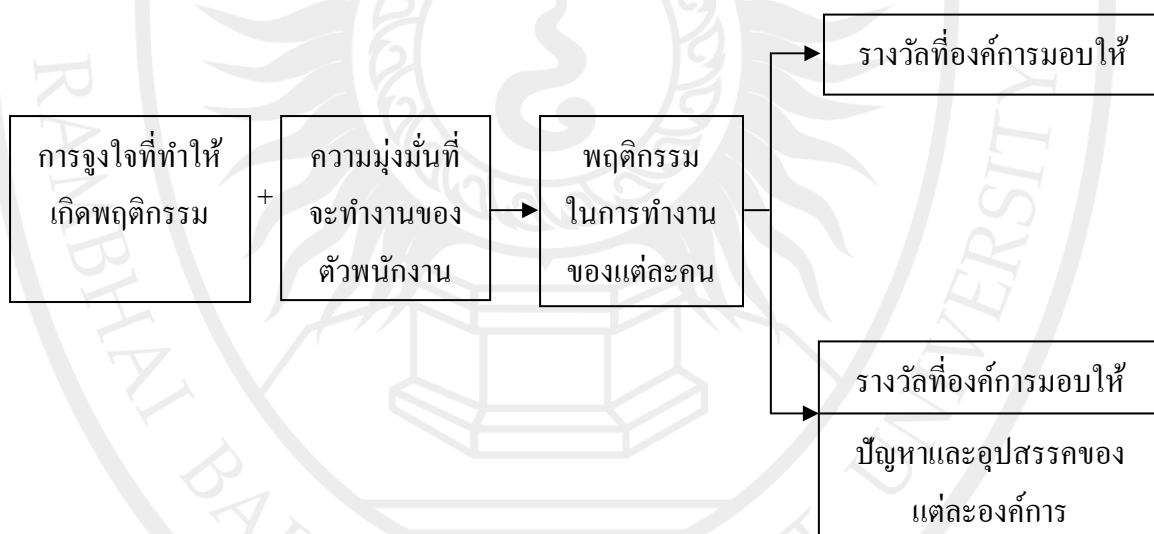 การจูงใจที่ทำให้
เกิดพฤติกรรม
+
ความมุ่งมั่นที่
จะทำงานของ
ตัวพนักงาน
พฤติกรรม
ในการทำงาน
ของแต่ละคน
รางวัลที่องค์การมอบให้
รางวัลที่องค์การมอบให้
ปัญหาและอุปสรรคของ
แต่ละองค์การ
RAMBHAI BA
UNIVERSITY